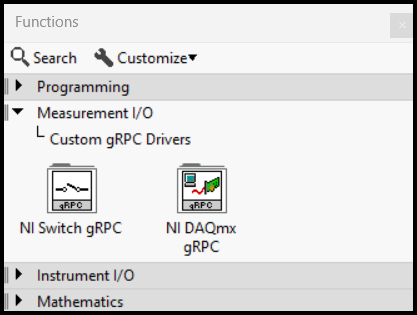 Functions
Search Customize
Programming
Measurement I/O
Custom gRPC Drivers
gRPC gRPC
NI Switch gRPC NI DAQmx
gRPC
Instrument I/O
Mathematics